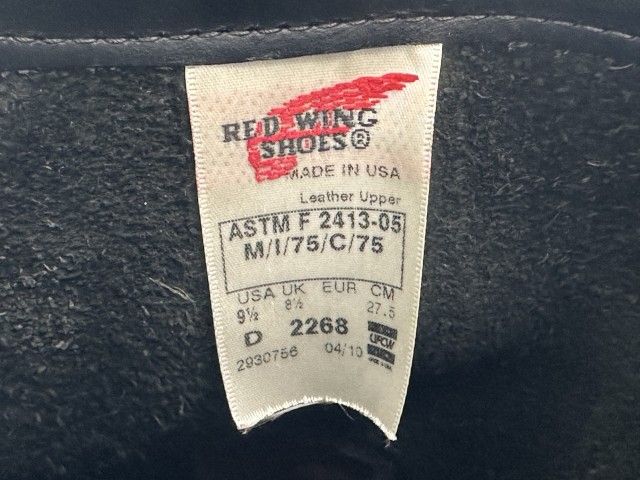 RED WING
SHOES®
MADE IN USA
Leather Upper
ASTM F 2413-05
M/I/75/C/75
USA UK EUR CM
9½ 8½ 27.5
D 2268 UFCW
2930756 04/10